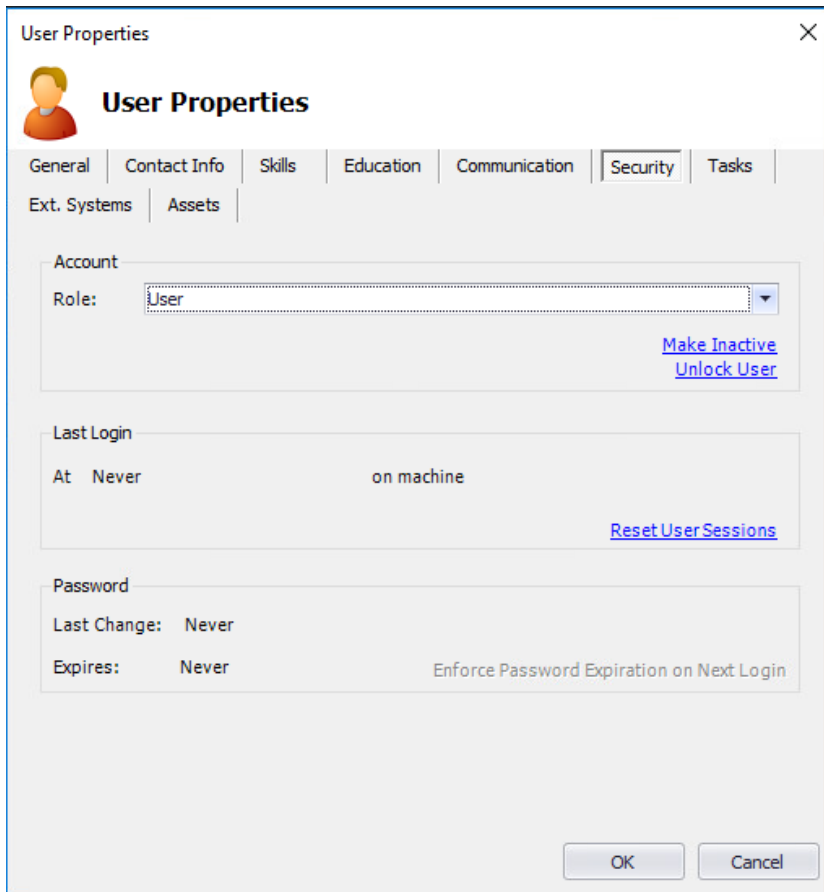 User Properties
User Properties
General Contact Info Skills Education Communication Security Tasks
Ext. Systems Assets
Account
Role: User
Make Inactive
Unlock User
Last Login
At Never on machine
Reset User Sessions
Password
Last Change: Never
Expires: Never Enforce Password Expiration on Next Login
OK Cancel